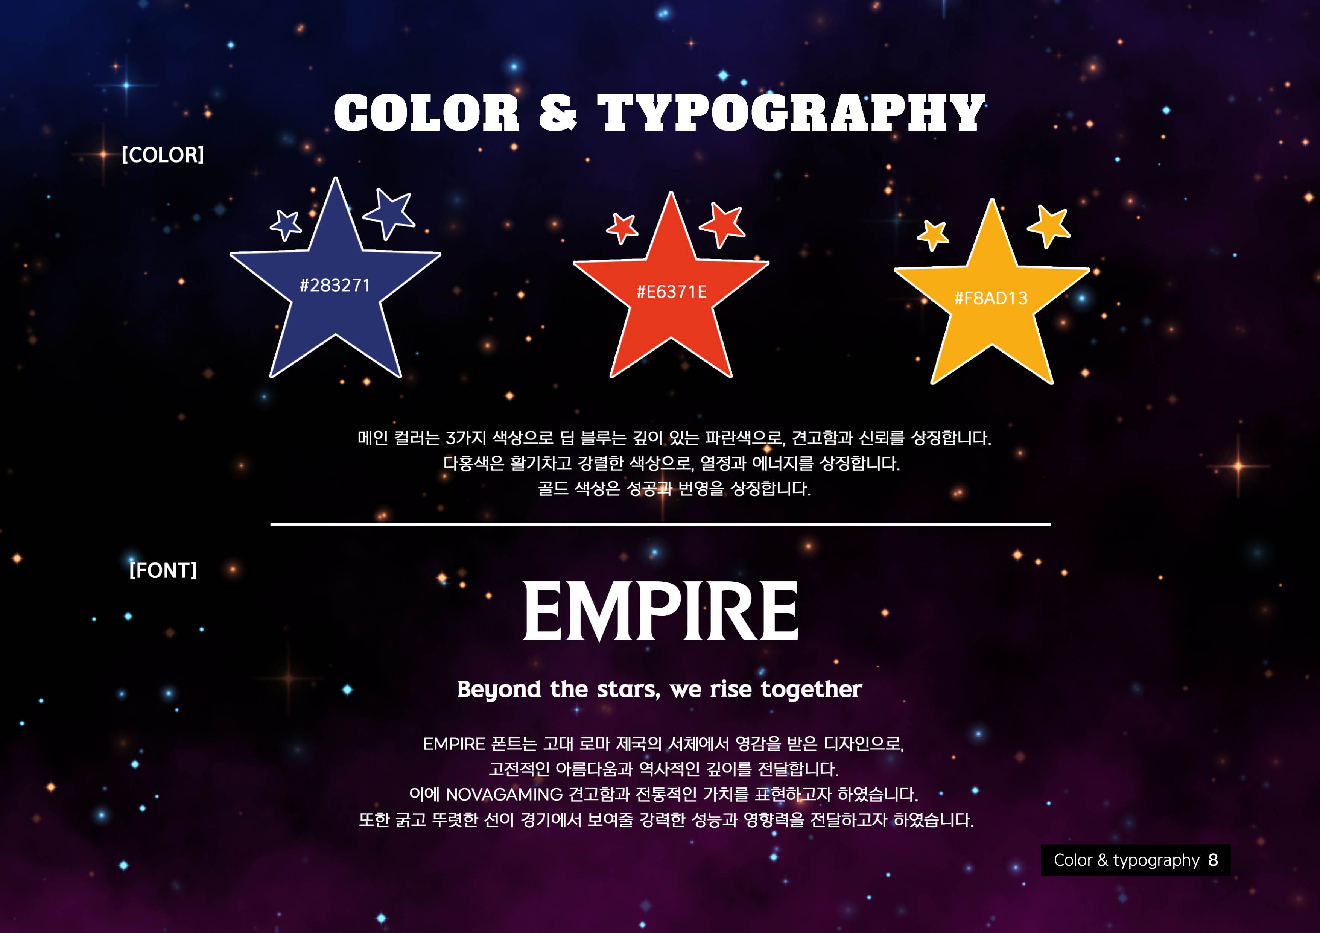 COLOR & TYPOGRAPHY
[COLOR]
#283271
#E6371E
#F8AD13
메인 컬러는 3가지 색상으로 딥 블루는 깊이 있는 파란색으로, 견고함과 신뢰를 상징합니다.
다홍색은 활기차고 강렬한 색상으로, 열정과 에너지를 상징합니다.
골드 색상은 성공과 번영을 상징합니다.
[FONT]
EMPIRE
Beyond the stars, we rise together
EMPIRE 폰트는 고대 로마 제국의 서체에서 영감을 받은 디자인으로,
고전적인 아름다움과 역사적인 깊이를 전달합니다.
이에 NOVAGAMING 견고함과 전통적인 가치를 표현하고자 하였습니다.
또한 굵고 뚜렷한 선이 경기에서 보여줄 강력한 성능과 영향력을 전달하고자 하였습니다.
Color & typography 8